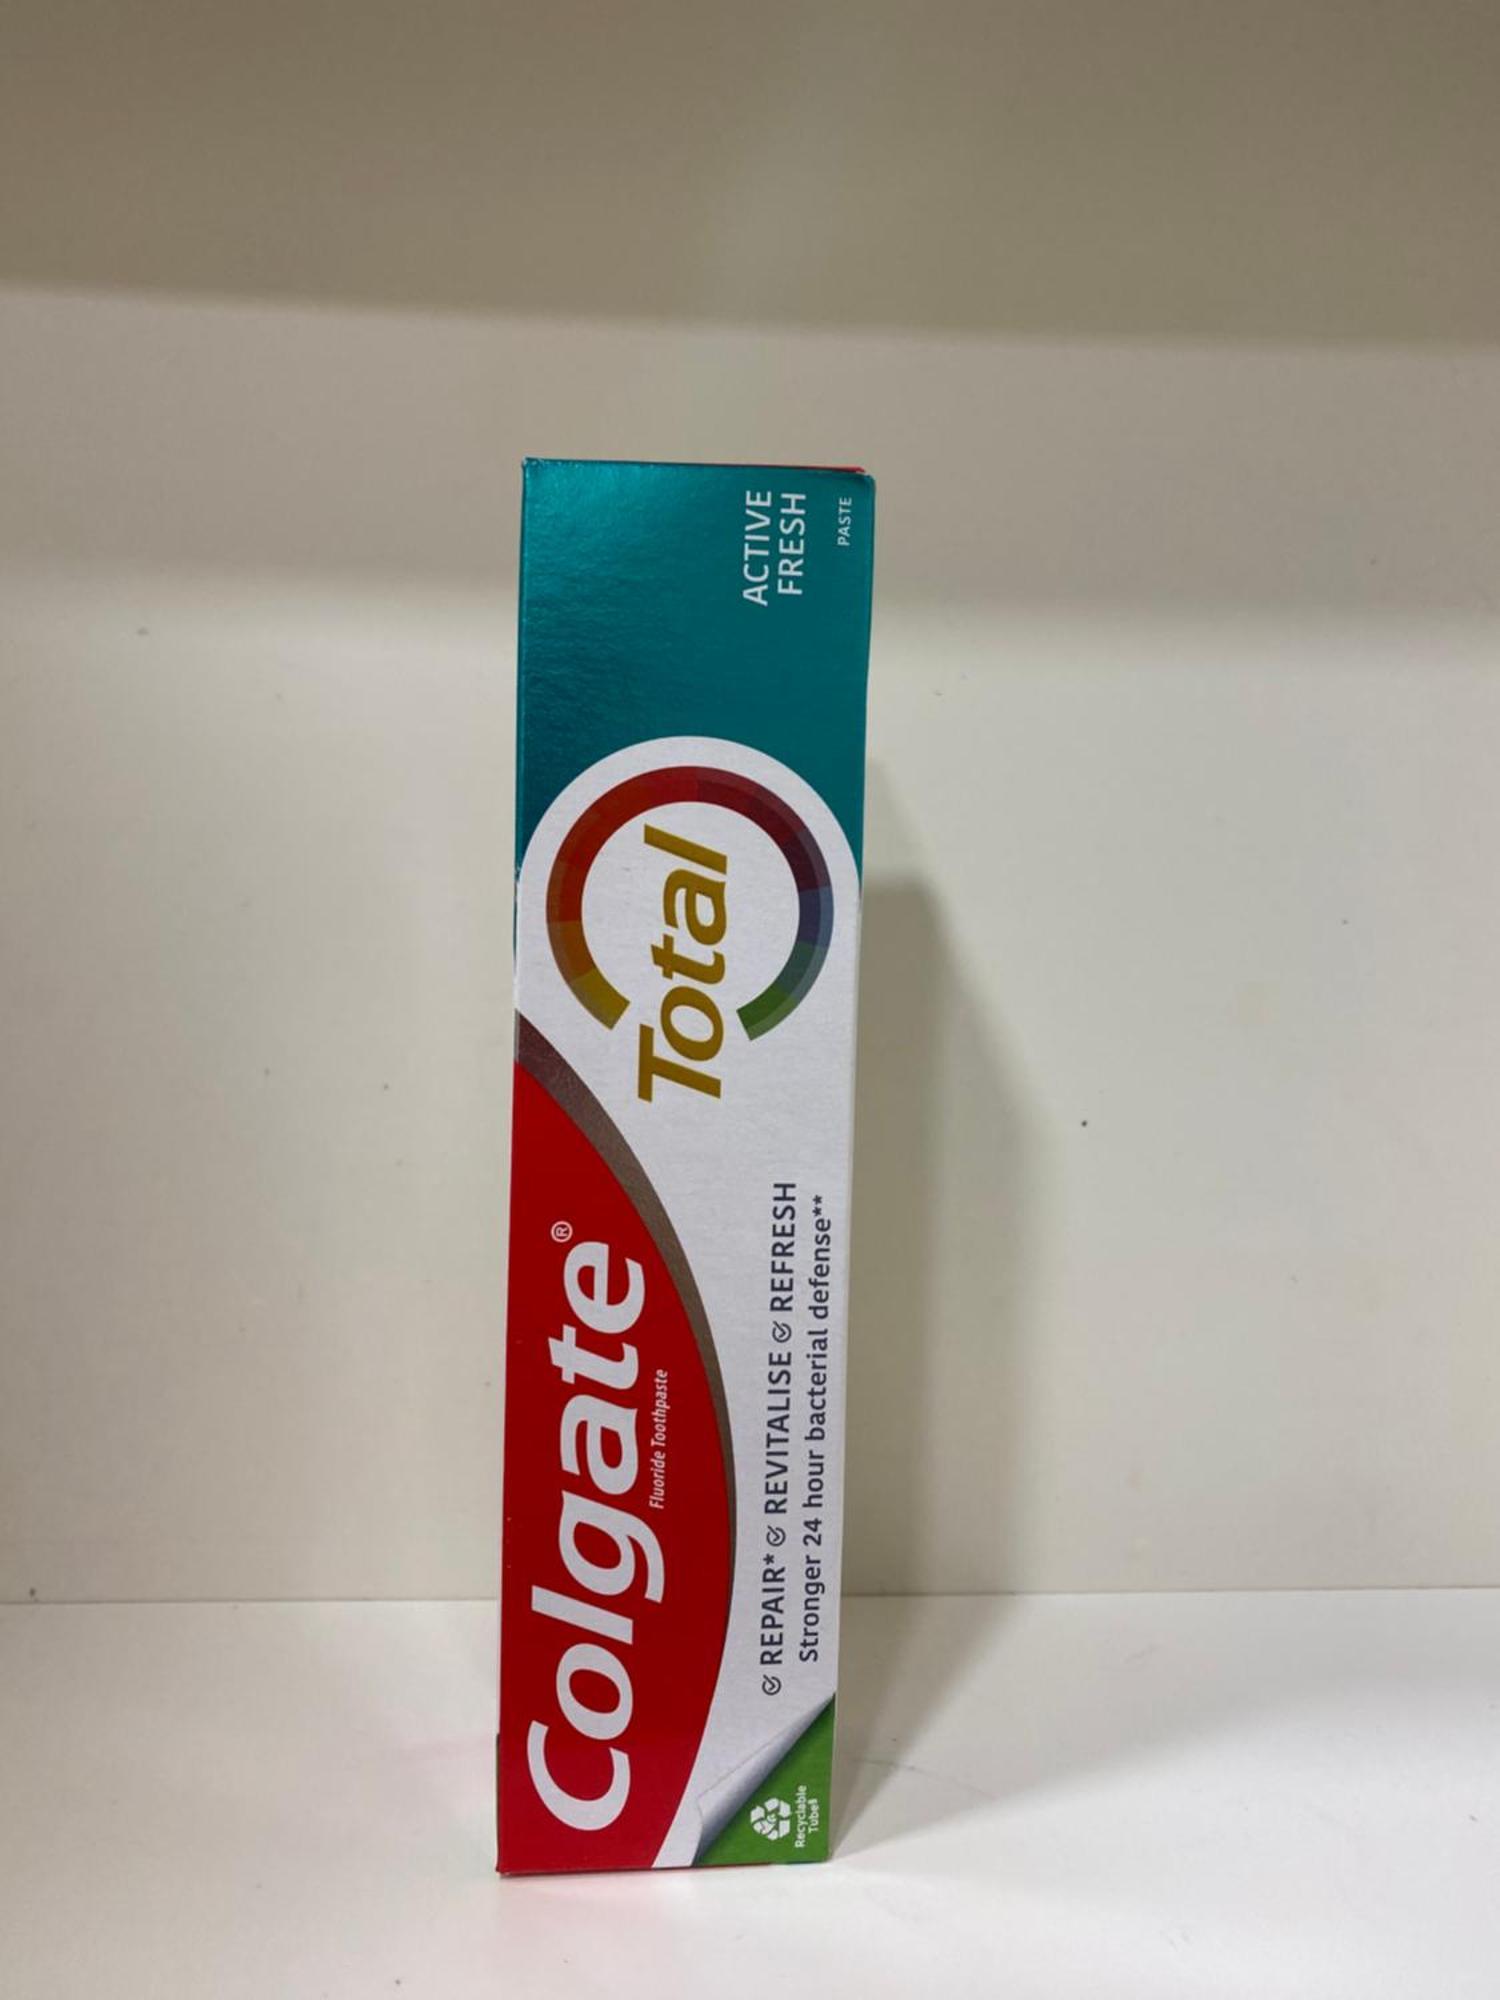 Colgate®
Fluoride Toothpaste
Total
ACTIVE
FRESH
PASTE
REPAIR* REVITALISE REFRESH
Stronger 24 hour bacterial defense**
Recyclable
Tube§